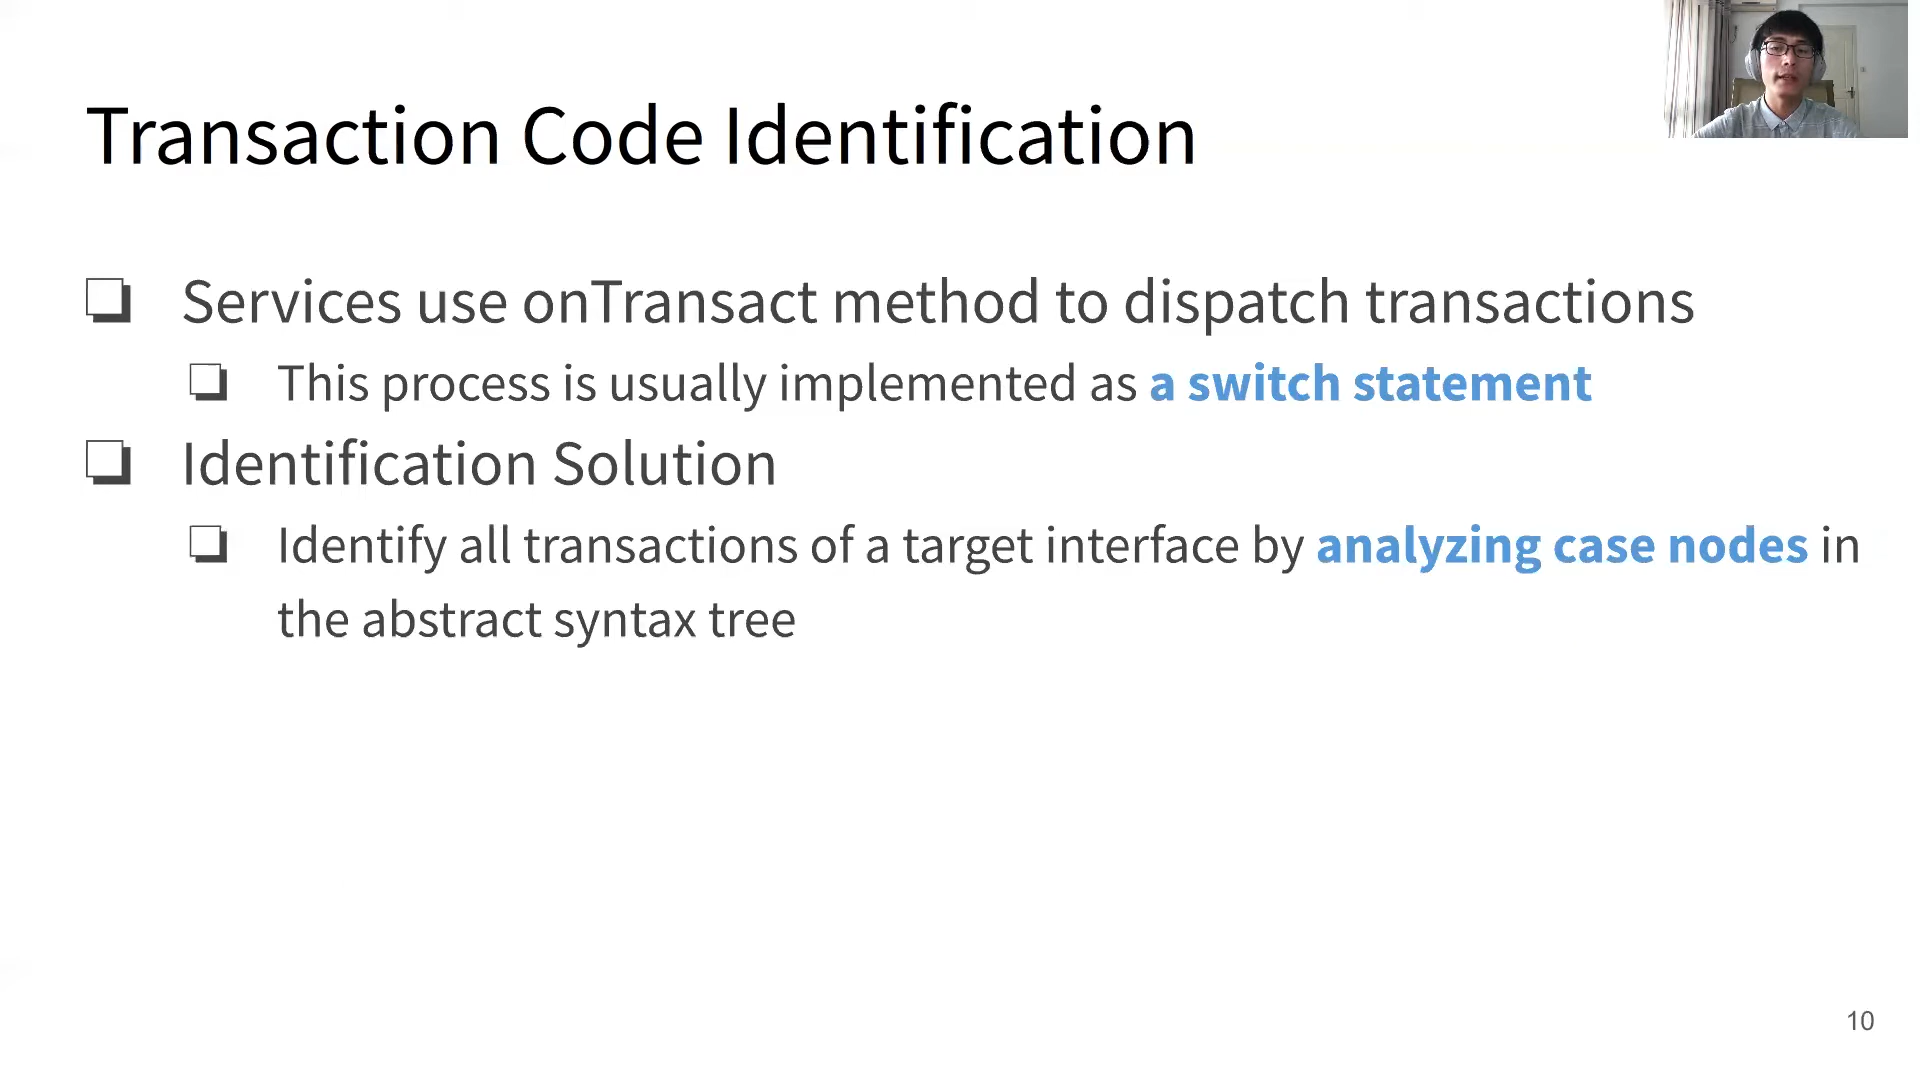 Transaction Code Identification
Services use onTransact method to dispatch transactions
This process is usually implemented as a switch statement
Identification Solution
Identify all transactions of a target interface by analyzing case nodes in
the abstract syntax tree
10